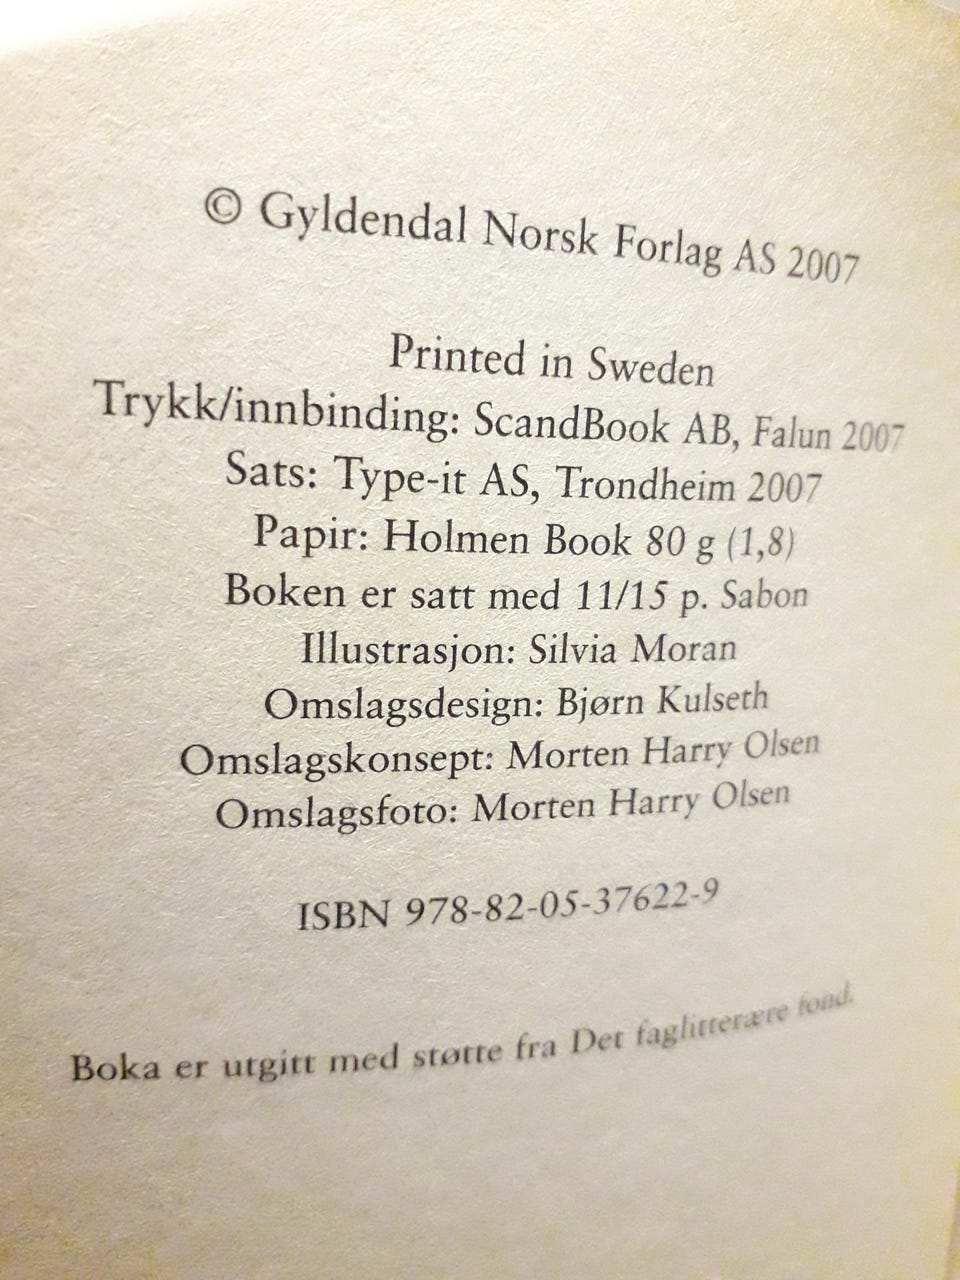 © Gyldendal Norsk Forlag AS 2007
Printed in Sweden
Trykk/innbinding: ScandBook AB, Falun 2007
Sats: Type-it AS, Trondheim 2007
Papir: Holmen Book 80 g (1,8)
Boken er satt med 11/15 p. Sabon
Illustrasjon: Silvia Moran
Omslagsdesign: Bjørn Kulseth
Omslagskonsept: Morten Harry Olsen
Omslagsfoto: Morten Harry Olsen
ISBN 978-82-05-37622-9
Boka er utgitt med støtte fra Det faglitterære fond.